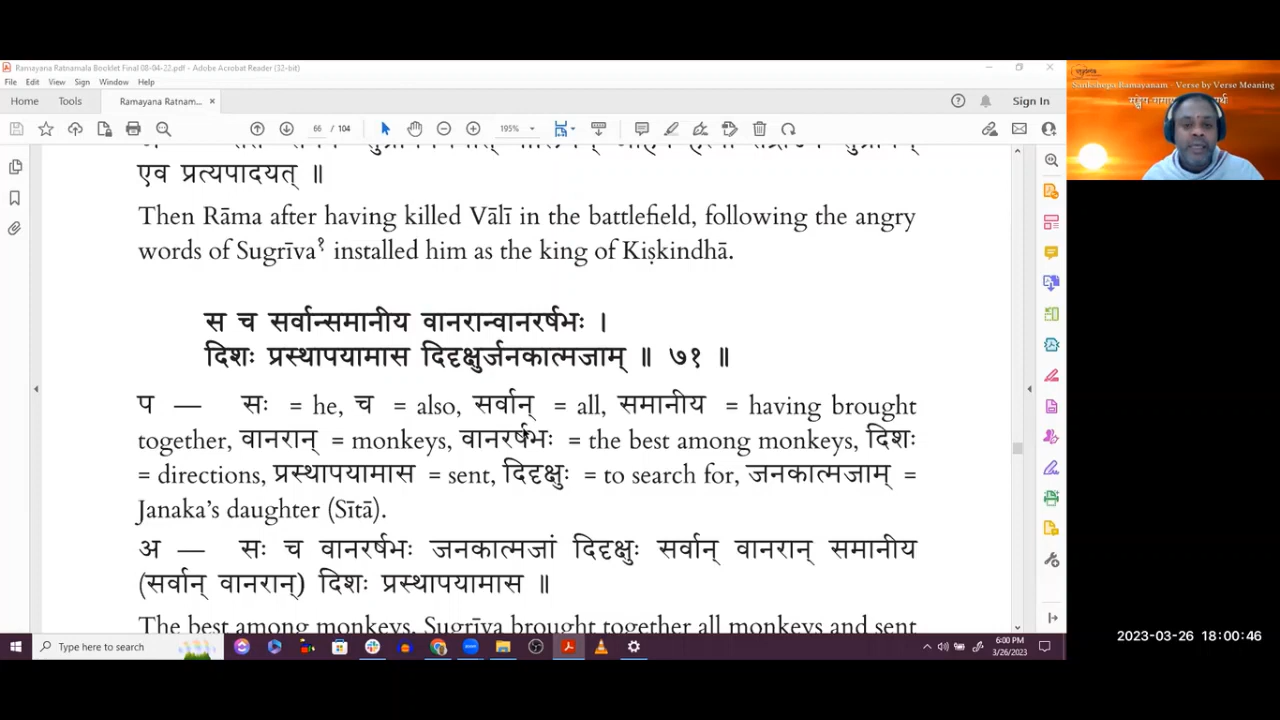 Ramayana Ratnamala Booklet Final 08-04-22.pdf - Adobe Acrobat Reader (32-bit)
File Edit View Sign Window Help
Home Tools Ramayana Ratnam... × Sign In
66 / 104 195%
एव प्रत्यपादयत् ॥
Then Rāma after having killed Vālī in the battlefield, following the angry
words of Sugrīva१ installed him as the king of Kiṣkindhā.
स च सर्वान्समानीय वानरान्वानरर्षभः ।
दिशः प्रस्थापयामास दिदृक्षुर्जनकात्मजाम् ॥ ७१ ॥
प — सः = he, च = also, सर्वान् = all, समानीय = having brought
together, वानरान् = monkeys, वानरर्षभः = the best among monkeys, दिशः
= directions, प्रस्थापयामास = sent, दिदृक्षुः = to search for, जनकात्मजाम् =
Janaka's daughter (Sītā).
अ — सः च वानरर्षभः जनकात्मजां दिदृक्षुः सर्वान् वानरान् समानीय
(सर्वान् वानरान्) दिशः प्रस्थापयामास ॥
The best among monkeys, Sugrīva brought together all monkeys and sent
Type here to search
6:00 PM
3/26/2023
Sankshepa Ramayanam - Verse by Verse Meaning
2023-03-26 18:00:46